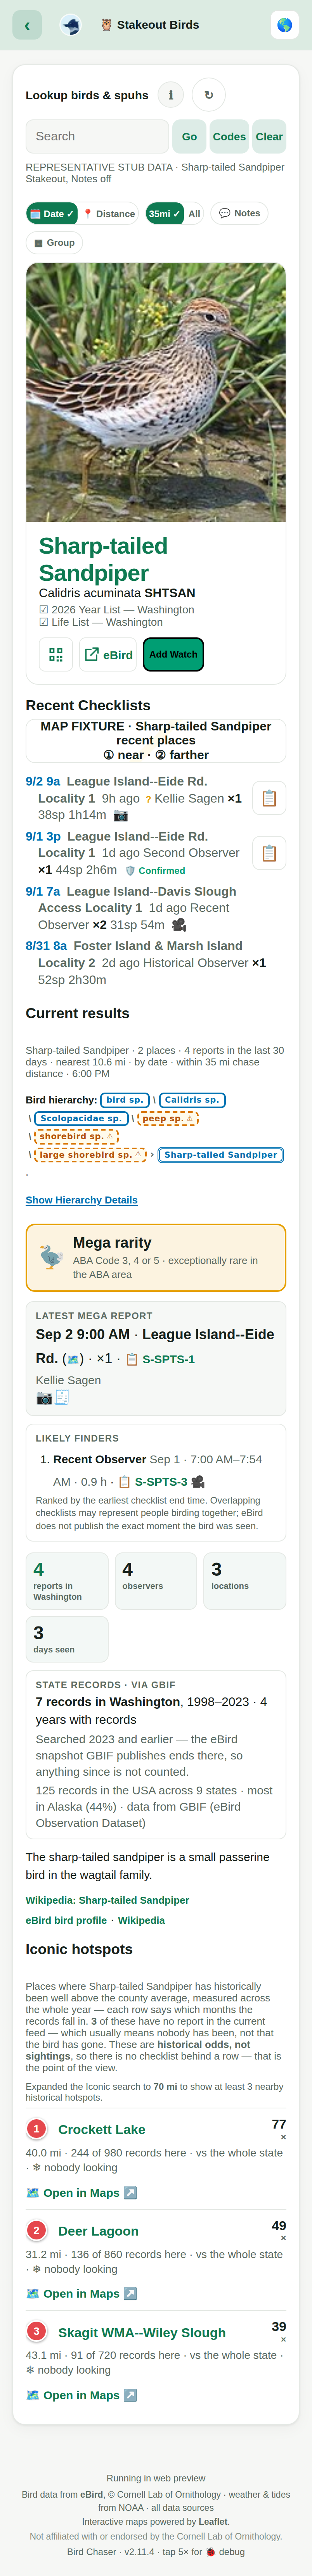 ‹ 🦉 Stakeout Birds 🌎
Lookup birds & spuhs ℹ ↻
Search Go Codes Clear
REPRESENTATIVE STUB DATA · Sharp-tailed Sandpiper
Stakeout, Notes off
🗓️ Date ✓ 📍 Distance 35mi ✓ All 💬 Notes
▦ Group
Sharp-tailed
Sandpiper
Calidris acuminata SHTSAN
☑ 2026 Year List — Washington
☑ Life List — Washington
eBird Add Watch
Recent Checklists
MAP FIXTURE · Sharp-tailed Sandpiper
recent places
① near · ② farther
9/2 9a League Island--Eide Rd.
Locality 1 9h ago ? Kellie Sagen ×1
38sp 1h14m 📷
📋
9/1 3p League Island--Eide Rd.
Locality 1 1d ago Second Observer
×1 44sp 2h6m 🛡️ Confirmed
📋
9/1 7a League Island--Davis Slough
Access Locality 1 1d ago Recent
Observer ×2 31sp 54m 🎥
8/31 8a Foster Island & Marsh Island
Locality 2 2d ago Historical Observer ×1
52sp 2h30m
Current results
Sharp-tailed Sandpiper · 2 places · 4 reports in the last 30
days · nearest 10.6 mi · by date · within 35 mi chase
distance · 6:00 PM
Bird hierarchy: bird sp. \ Calidris sp.
\ Scolopacidae sp. \ peep sp. ⚠
\ shorebird sp. ⚠
\ large shorebird sp. ⚠ › Sharp-tailed Sandpiper
.
Show Hierarchy Details
🦤 Mega rarity
ABA Code 3, 4 or 5 · exceptionally rare in
the ABA area
LATEST MEGA REPORT
Sep 2 9:00 AM · League Island--Eide
Rd. (🗺️) · ×1 · 📋 S-SPTS-1
Kellie Sagen
📷🧾
LIKELY FINDERS
1. Recent Observer Sep 1 · 7:00 AM–7:54
AM · 0.9 h · 📋 S-SPTS-3 🎥
Ranked by the earliest checklist end time. Overlapping
checklists may represent people birding together; eBird
does not publish the exact moment the bird was seen.
4 4 3
reports in observers locations
Washington
3
days seen
STATE RECORDS · VIA GBIF
7 records in Washington, 1998–2023 · 4
years with records
Searched 2023 and earlier — the eBird
snapshot GBIF publishes ends there, so
anything since is not counted.
125 records in the USA across 9 states · most
in Alaska (44%) · data from GBIF (eBird
Observation Dataset)
The sharp-tailed sandpiper is a small passerine
bird in the wagtail family.
Wikipedia: Sharp-tailed Sandpiper
eBird bird profile · Wikipedia
Iconic hotspots
Places where Sharp-tailed Sandpiper has historically
been well above the county average, measured across
the whole year — each row says which months the
records fall in. 3 of these have no report in the current
feed — which usually means nobody has been, not that
the bird has gone. These are historical odds, not
sightings, so there is no checklist behind a row — that is
the point of the view.
Expanded the Iconic search to 70 mi to show at least 3 nearby
historical hotspots.
1 Crockett Lake 77
×
40.0 mi · 244 of 980 records here · vs the whole state
· ❄ nobody looking
🗺️ Open in Maps ↗️
2 Deer Lagoon 49
×
31.2 mi · 136 of 860 records here · vs the whole state
· ❄ nobody looking
🗺️ Open in Maps ↗️
3 Skagit WMA--Wiley Slough 39
×
43.1 mi · 91 of 720 records here · vs the whole state ·
❄ nobody looking
🗺️ Open in Maps ↗️
Running in web preview
Bird data from eBird, © Cornell Lab of Ornithology · weather & tides
from NOAA · all data sources
Interactive maps powered by Leaflet.
Not affiliated with or endorsed by the Cornell Lab of Ornithology.
Bird Chaser · v2.11.4 · tap 5× for 🐞 debug